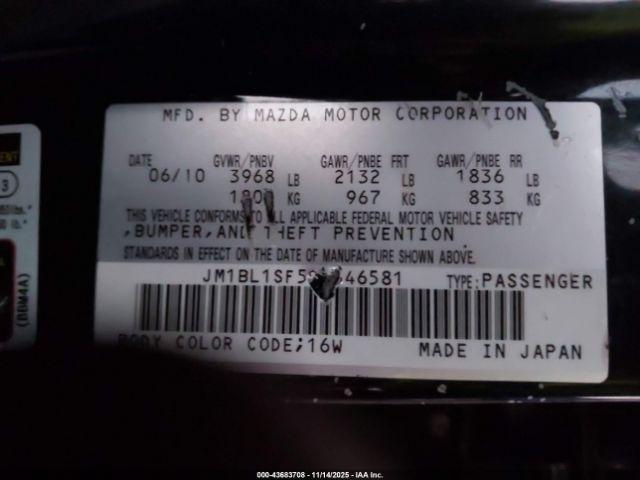 MFD. BY MAZDA MOTOR CORPORATION
DATE GVWR/PNBV GAWR/PNBE FRT GAWR/PNBE RR
06/10 3968 LB 2132 LB 1836 LB
KG 967 KG 833 KG
THIS VEHICLE CONFORMS TO ALL APPLICABLE FEDERAL MOTOR VEHICLE SAFETY
,BUMPER,AND THEFT PREVENTION
STANDARDS IN EFFECT ON THE DATE OF MANUFACTURE SHOWN ABOVE.
TYPE:PASSENGER
BODY COLOR CODE;16W MADE IN JAPAN
(BBM4A)
000-43683708 - 11/14/2025 - IAA Inc.